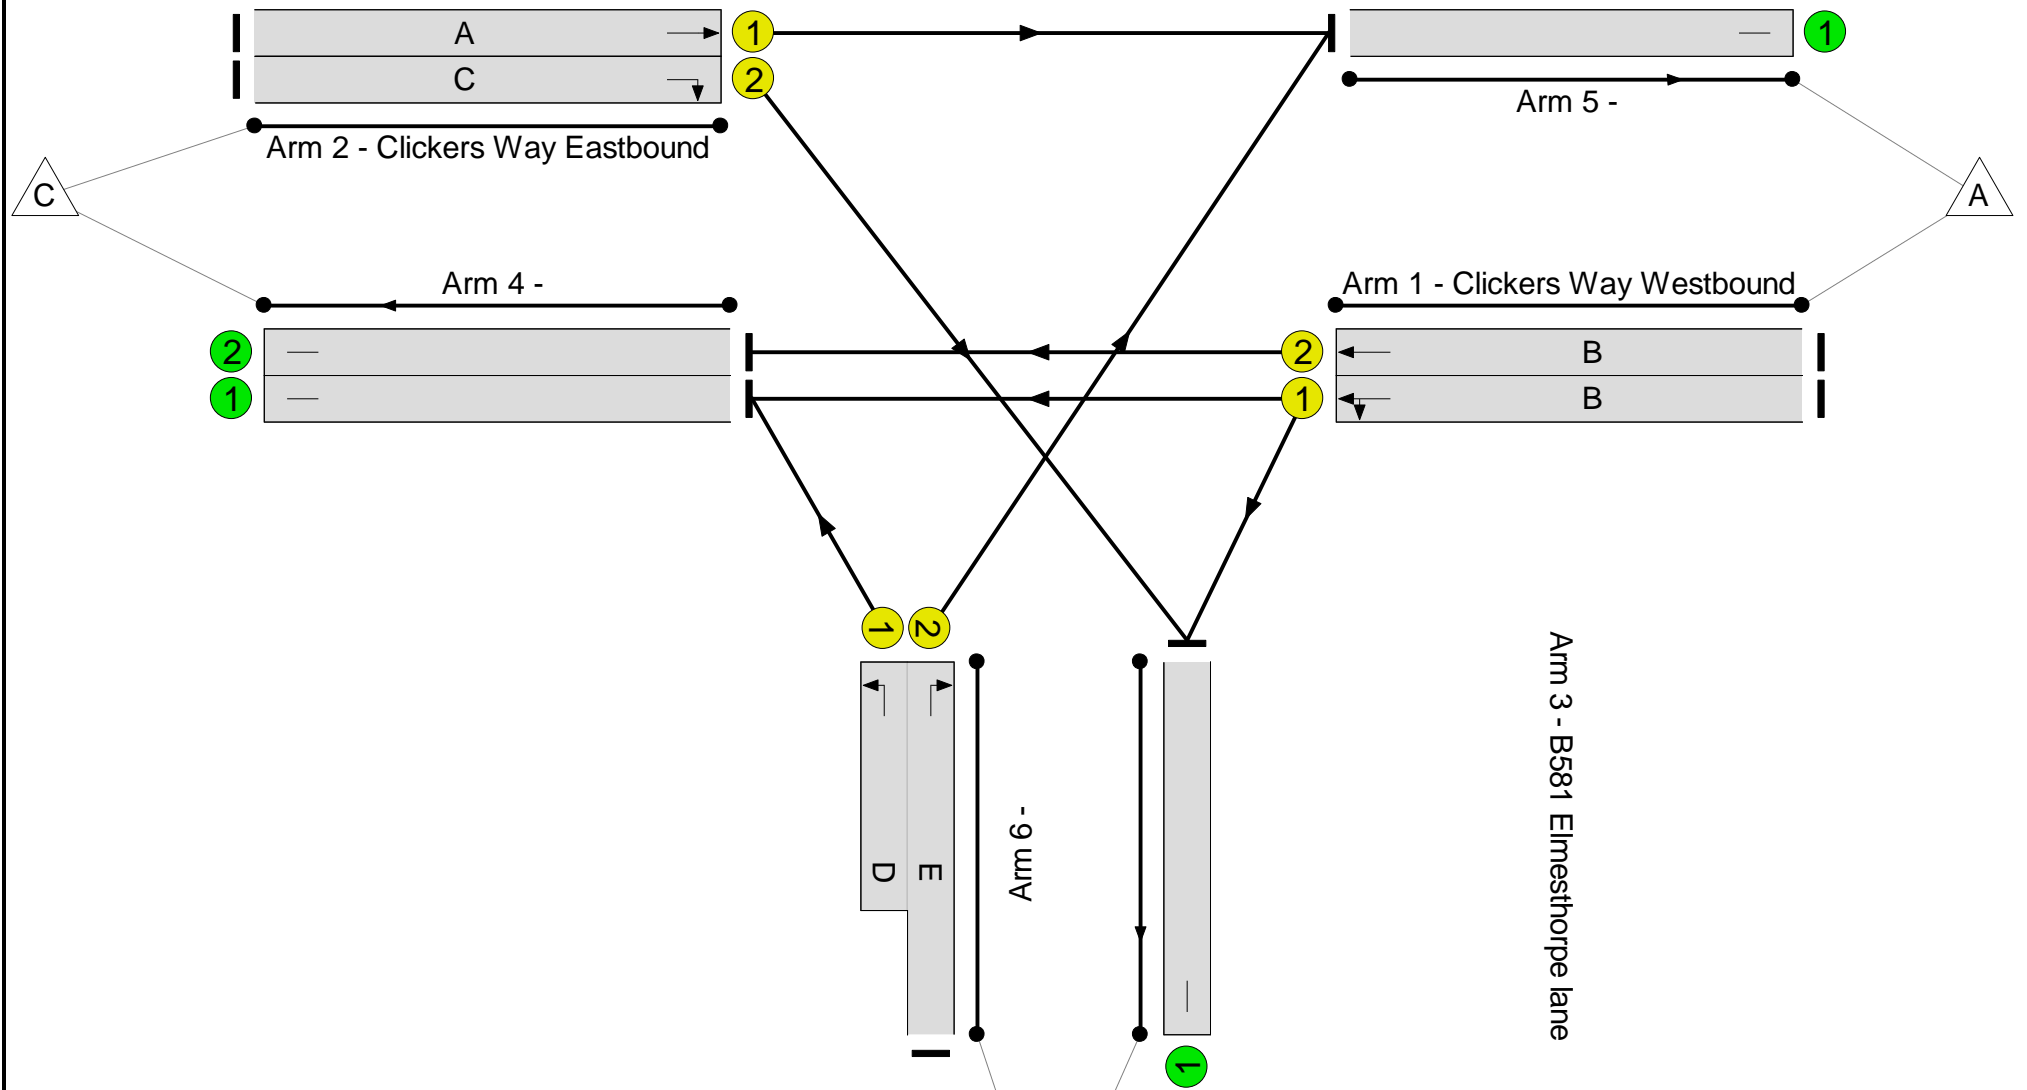 A
1
1
C
2
Arm 5 -
Arm 2 - Clickers Way Eastbound
C
A
Arm 4 -
Arm 1 - Clickers Way Westbound
2
2
B
1
1
B
1
2
Arm 3 - B581 Elmesthorpe lane
Arm 6 -
D
E
1